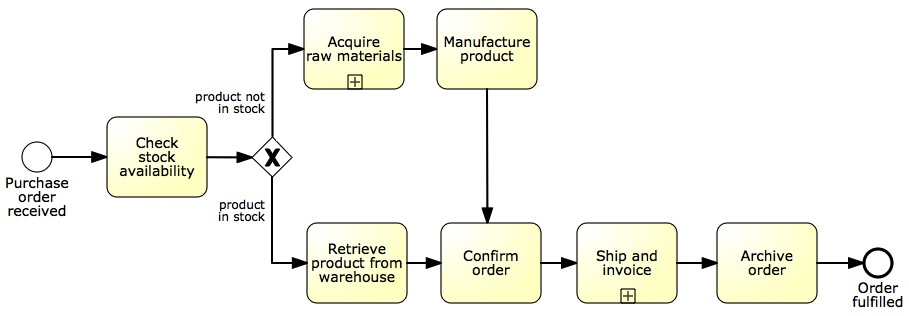 Purchase
order
received
Check
stock
availability
X
product not
in stock
Acquire
raw materials
Manufacture
product
product
in stock
Retrieve
product from
warehouse
Confirm
order
Ship and
invoice
Archive
order
Order
fulfilled